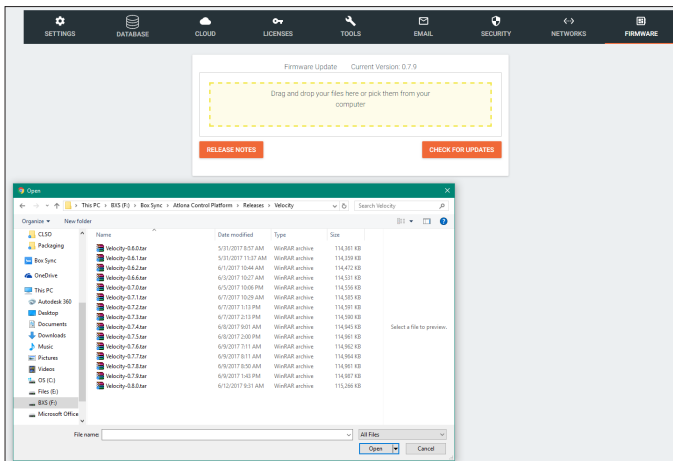 SETTINGS DATABASE CLOUD LICENSES TOOLS EMAIL SECURITY NETWORKS FIRMWARE
Firmware Update Current Version: 0.7.9
Drag and drop your files here or pick them from your
computer
RELEASE NOTES CHECK FOR UPDATES
Open
This PC > BXS (F:) > Box Sync > Atlona Control Platform > Releases > Velocity Search Velocity
Organize New folder
Name Date modified Type Size
CLSO
Packaging
Box Sync
OneDrive
This PC
Autodesk 360
Desktop
Documents
Downloads
Music
Pictures
Videos
OS (C:)
Files (E:)
BXS (F:)
Microsoft Office
Velocity-0.6.0.tar 5/31/2017 8:57 AM WinRAR archive 114,361 KB
Velocity-0.6.1.tar 5/31/2017 11:37 AM WinRAR archive 114,359 KB
Velocity-0.6.2.tar 6/1/2017 10:44 AM WinRAR archive 114,472 KB
Velocity-0.6.6.tar 6/3/2017 10:27 AM WinRAR archive 114,531 KB
Velocity-0.7.0.tar 6/5/2017 10:06 PM WinRAR archive 114,556 KB
Velocity-0.7.1.tar 6/7/2017 10:29 AM WinRAR archive 114,585 KB
Velocity-0.7.2.tar 6/7/2017 1:13 PM WinRAR archive 114,591 KB
Velocity-0.7.3.tar 6/7/2017 2:13 PM WinRAR archive 114,590 KB
Velocity-0.7.4.tar 6/8/2017 9:01 AM WinRAR archive 114,945 KB
Velocity-0.7.5.tar 6/8/2017 2:00 PM WinRAR archive 114,961 KB
Velocity-0.7.6.tar 6/9/2017 7:11 AM WinRAR archive 114,962 KB
Velocity-0.7.7.tar 6/9/2017 8:11 AM WinRAR archive 114,964 KB
Velocity-0.7.8.tar 6/9/2017 8:50 AM WinRAR archive 114,981 KB
Velocity-0.7.9.tar 6/9/2017 1:43 PM WinRAR archive 114,987 KB
Velocity-0.8.0.tar 6/12/2017 9:31 AM WinRAR archive 115,266 KB
Select a file to preview.
File name: All Files
Open Cancel